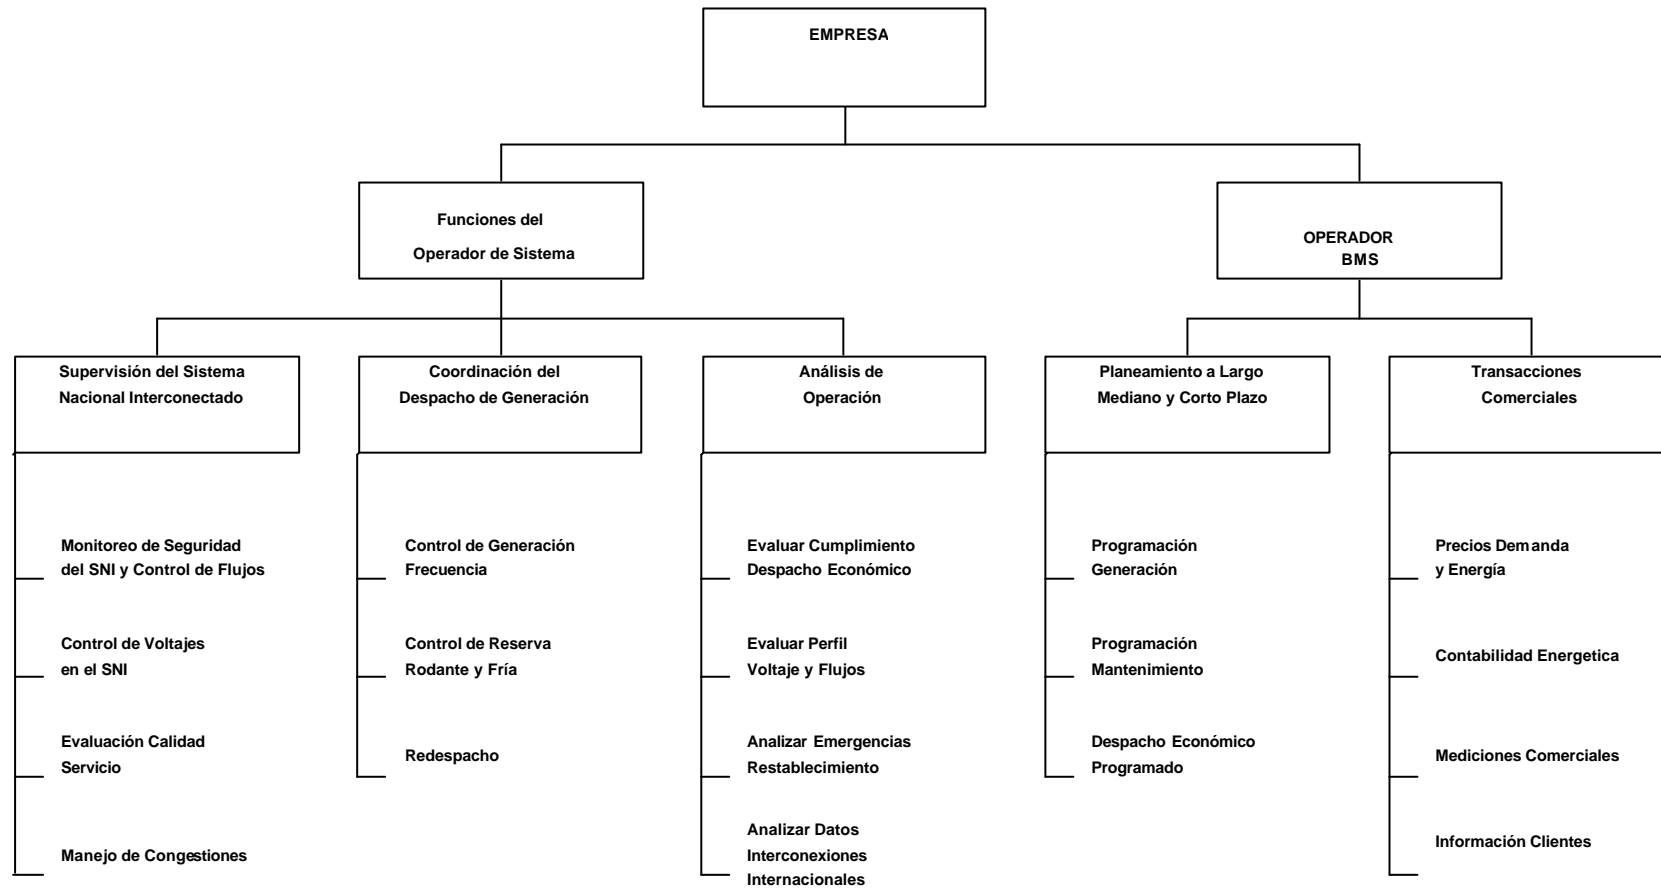 EMPRESA
Funciones del
Operador de Sistema
OPERADOR
BMS
Supervisión del Sistema
Nacional Interconectado
Coordinación del
Despacho de Generación
Análisis de
Operación
Planeamiento a Largo
Mediano y Corto Plazo
Transacciones
Comerciales
Monitoreo de Seguridad
del SNI y Control de Flujos
Control de Voltajes
en el SNI
Evaluación Calidad
Servicio
Manejo de Congestiones
Control de Generación
Frecuencia
Control de Reserva
Rodante y Fría
Redespacho
Evaluar Cumplimiento
Despacho Económico
Evaluar Perfil
Voltaje y Flujos
Analizar Emergencias
Restablecimiento
Analizar Datos
Interconexiones
Internacionales
Programación
Generación
Programación
Mantenimiento
Despacho Económico
Programado
Precios Demanda
y Energía
Contabilidad Energetica
Mediciones Comerciales
Información Clientes